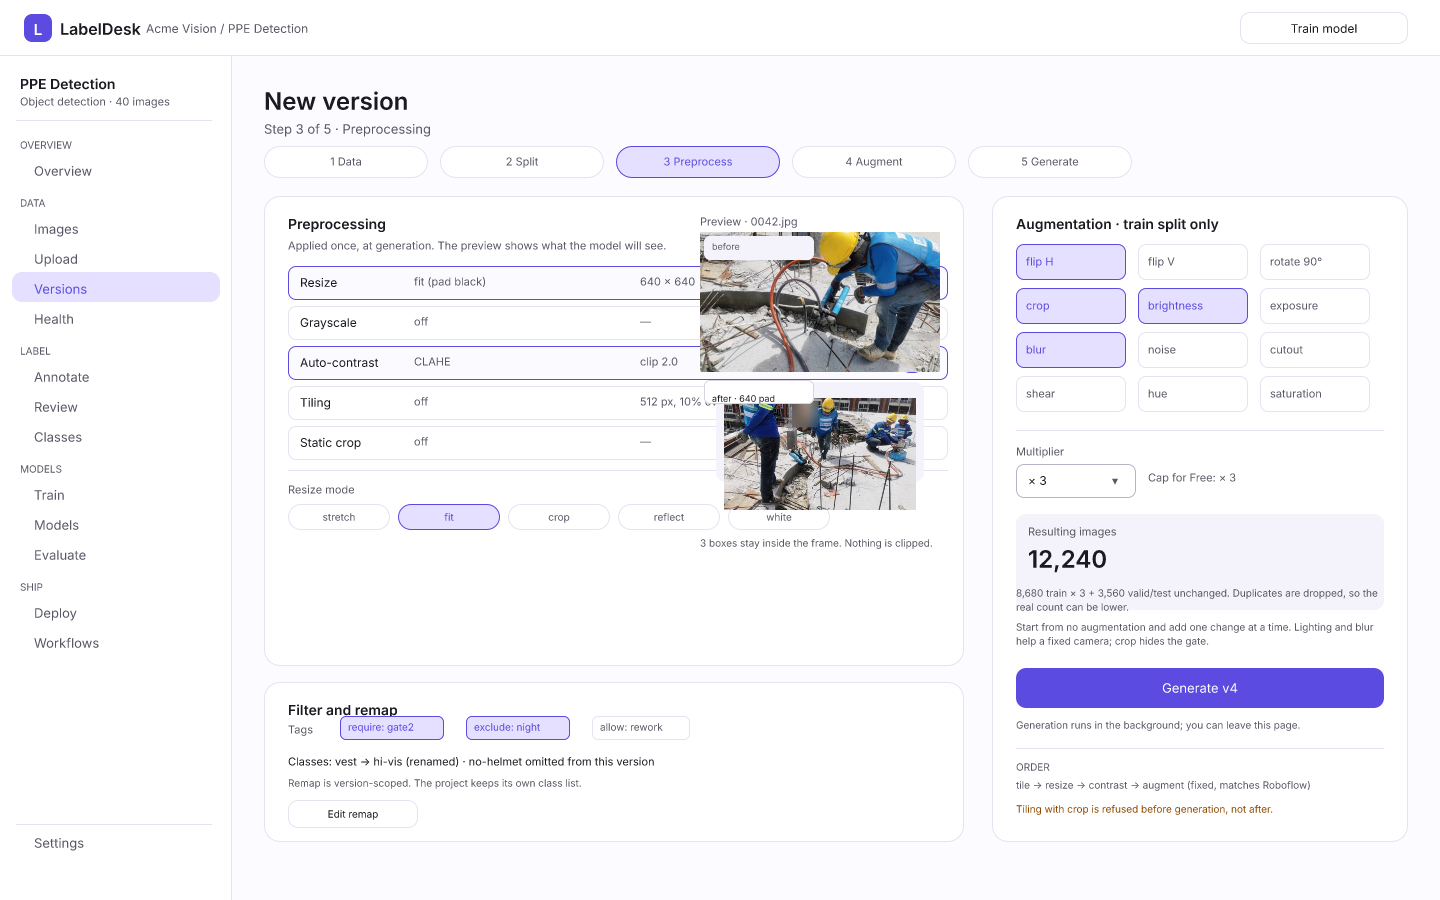 L LabelDesk Acme Vision / PPE Detection
Train model
PPE Detection
Object detection · 40 images
OVERVIEW
Overview
DATA
Images
Upload
Versions
Health
LABEL
Annotate
Review
Classes
MODELS
Train
Models
Evaluate
SHIP
Deploy
Workflows
Settings
New version
Step 3 of 5 · Preprocessing
1 Data
2 Split
3 Preprocess
4 Augment
5 Generate
Preprocessing
Applied once, at generation. The preview shows what the model will see.
Resize fit (pad black) 640 × 640
Grayscale off —
Auto-contrast CLAHE clip 2.0
Tiling off 512 px, 10%
Static crop off —
Resize mode
stretch fit crop reflect white
Preview · 0042.jpg
before
after · 640 pad
3 boxes stay inside the frame. Nothing is clipped.
Filter and remap
Tags require: gate2 exclude: night allow: rework
Classes: vest → hi-vis (renamed) · no-helmet omitted from this version
Remap is version-scoped. The project keeps its own class list.
Edit remap
Augmentation · train split only
flip H flip V rotate 90°
crop brightness exposure
blur noise cutout
shear hue saturation
Multiplier
× 3 ▾ Cap for Free: × 3
Resulting images
12,240
8,680 train × 3 + 3,560 valid/test unchanged. Duplicates are dropped, so the
real count can be lower.
Start from no augmentation and add one change at a time. Lighting and blur
help a fixed camera; crop hides the gate.
Generate v4
Generation runs in the background; you can leave this page.
ORDER
tile → resize → contrast → augment (fixed, matches Roboflow)
Tiling with crop is refused before generation, not after.